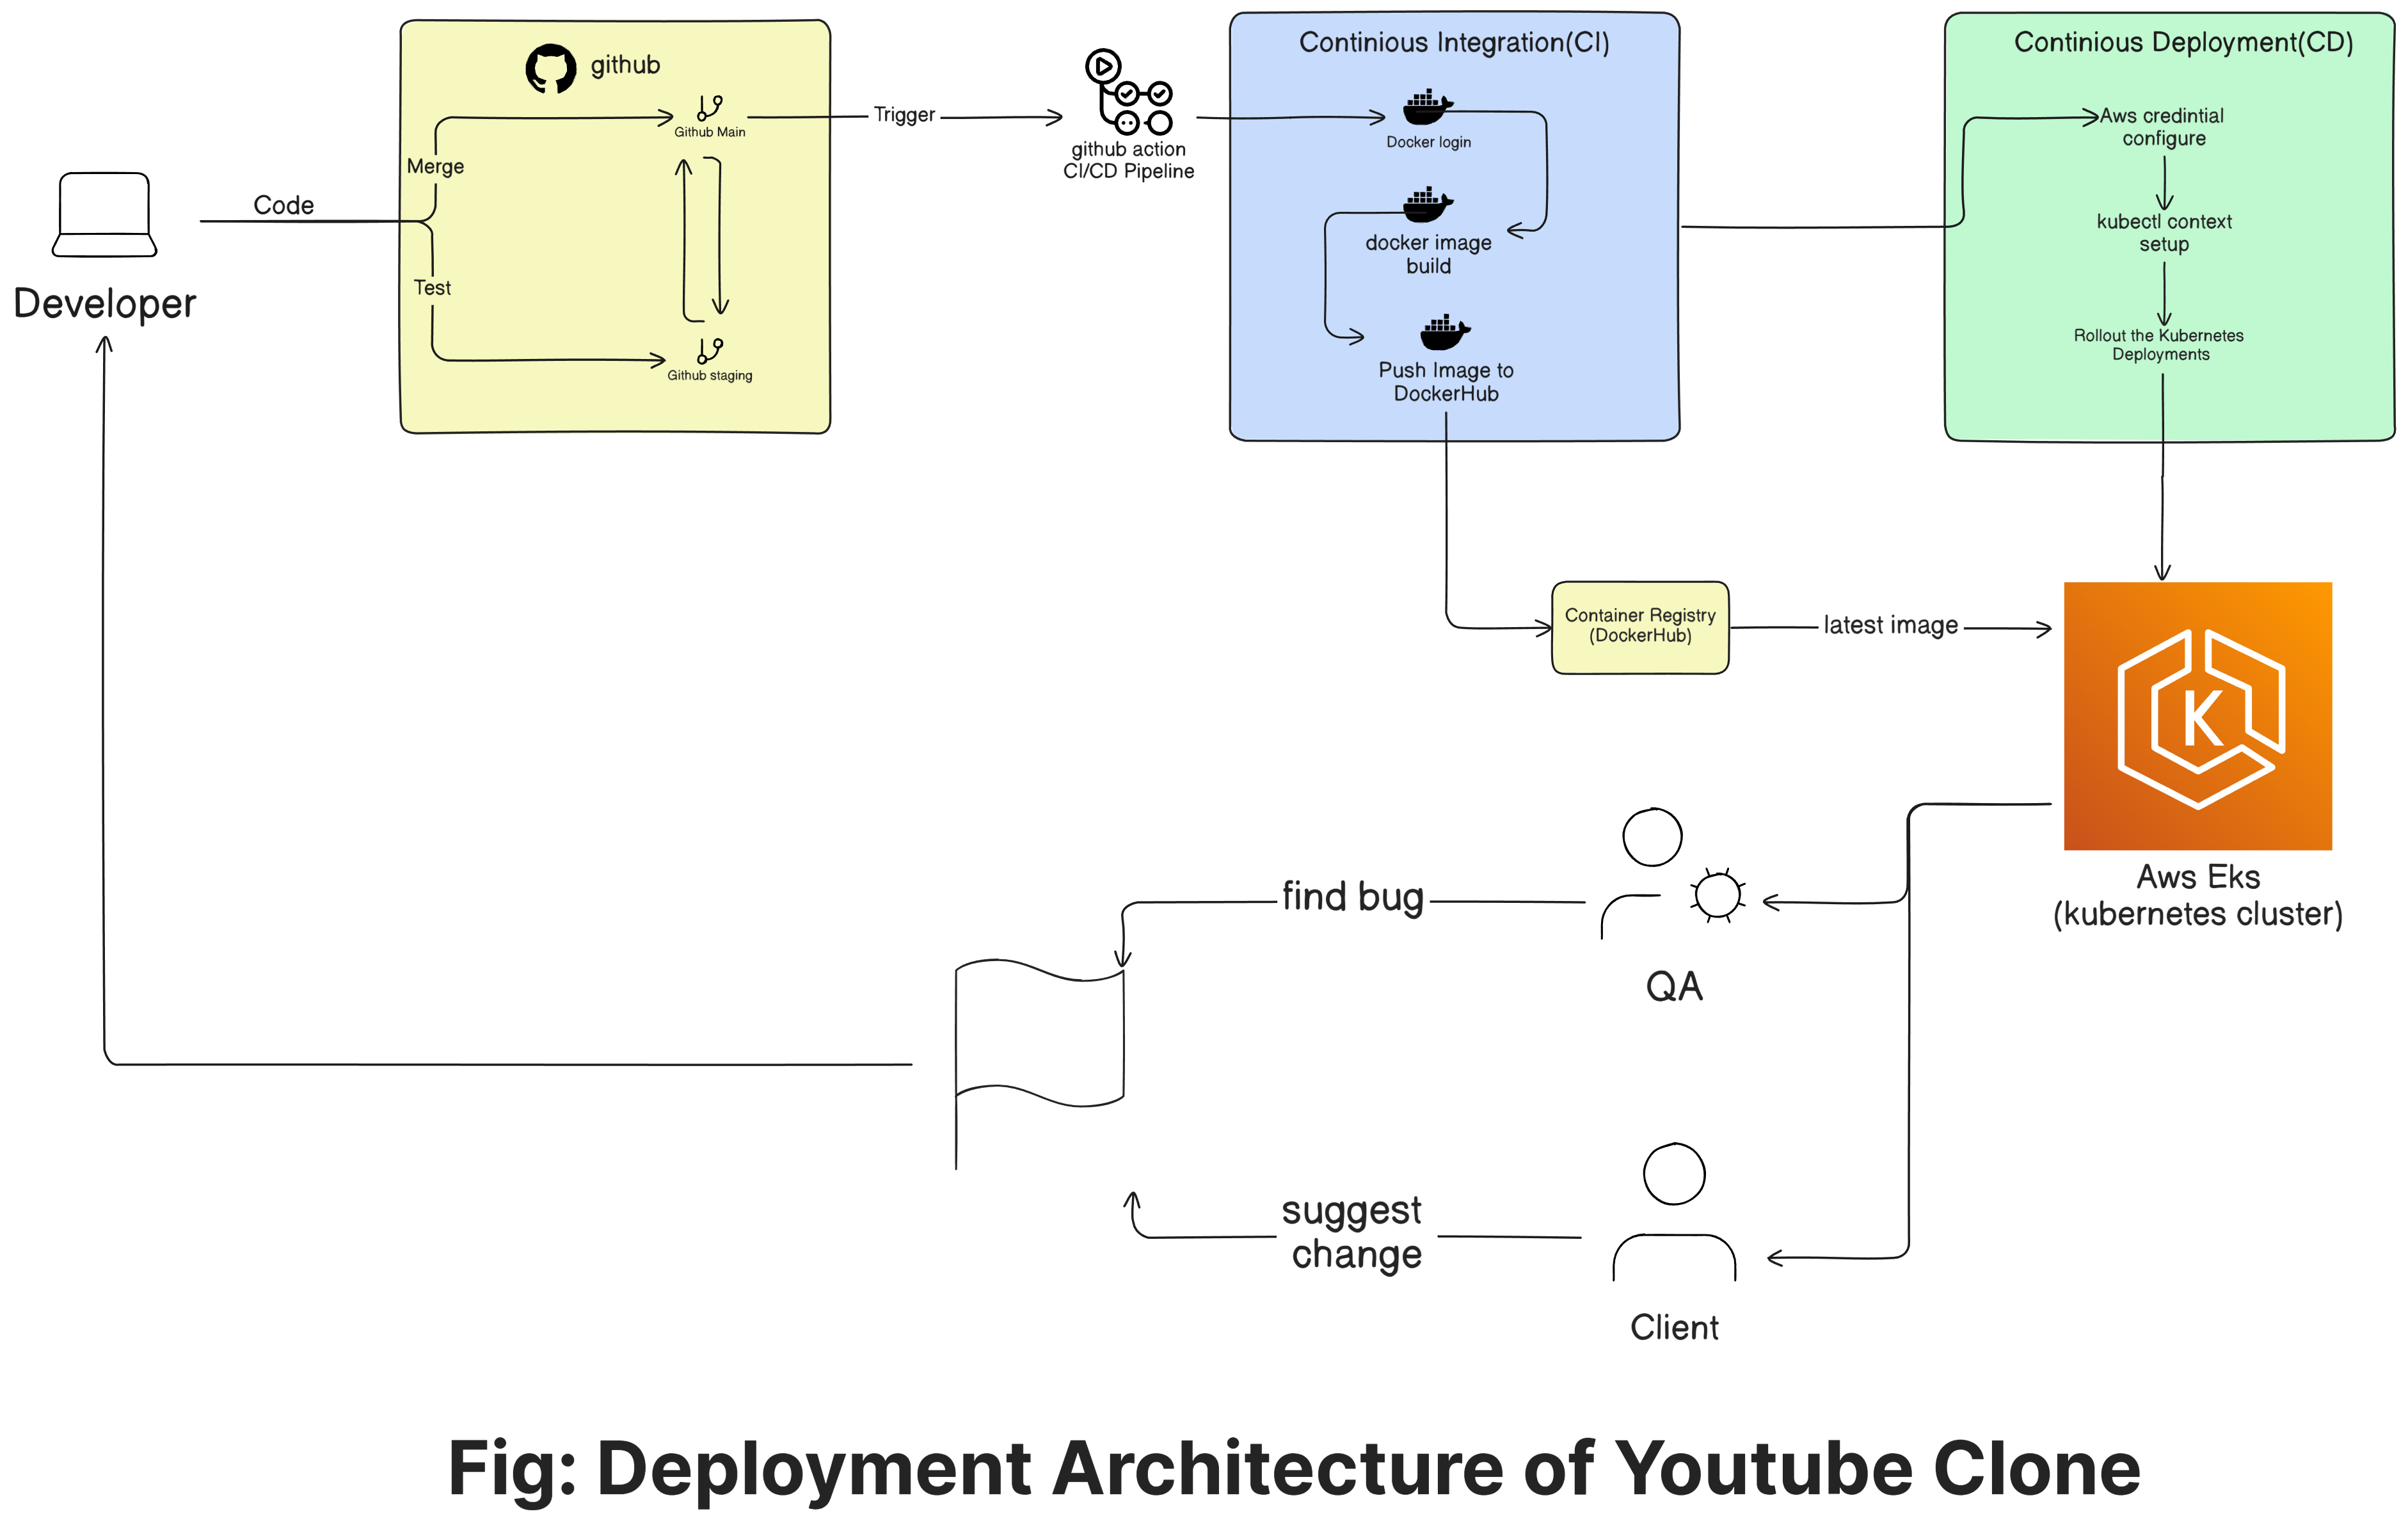 github
Github Main
Merge
Code
Test
Github staging
Developer
Trigger
github action
CI/CD Pipeline
Continious Integration(CI)
Docker login
docker image
build
Push Image to
DockerHub
Continious Deployment(CD)
Aws credintial
configure
kubectl context
setup
Rollout the Kubernetes
Deployments
Container Registry
(DockerHub)
latest image
K
Aws Eks
(kubernetes cluster)
find bug
QA
suggest
change
Client
Fig: Deployment Architecture of Youtube Clone